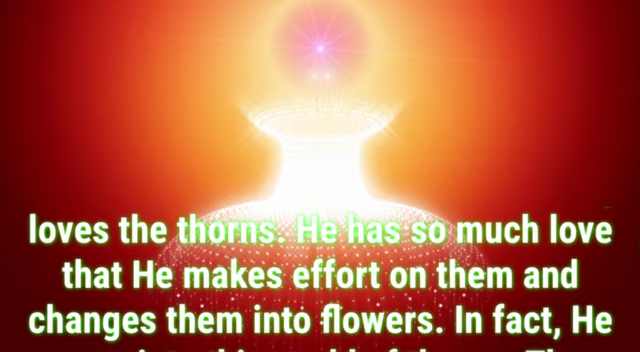 loves the thorns. He has so much love
that He makes effort on them and
changes them into flowers. In fact, He